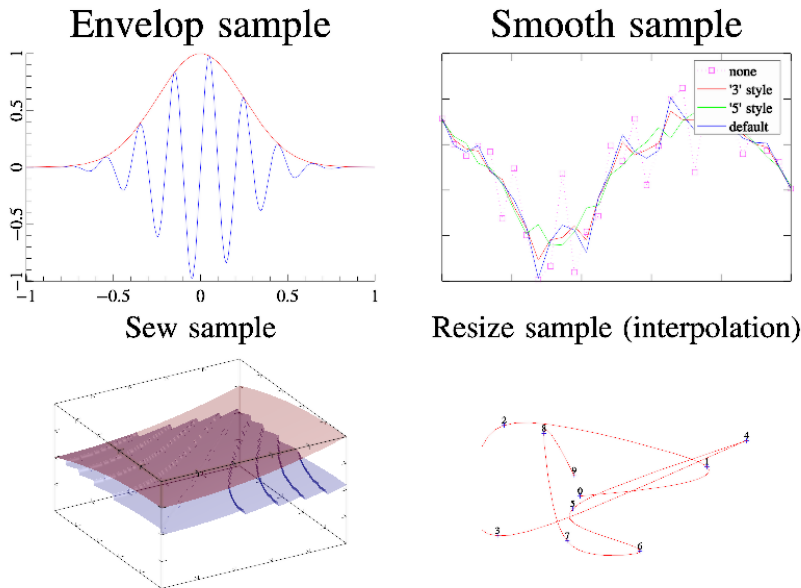 Envelop sample
Smooth sample
1
0.5
0
−0.5
−1
−1
−0.5
0
0.5
1
none
'3' style
'5' style
default
Sew sample
Resize sample (interpolation)
2
8
4
1
9
0
5
3
7
6